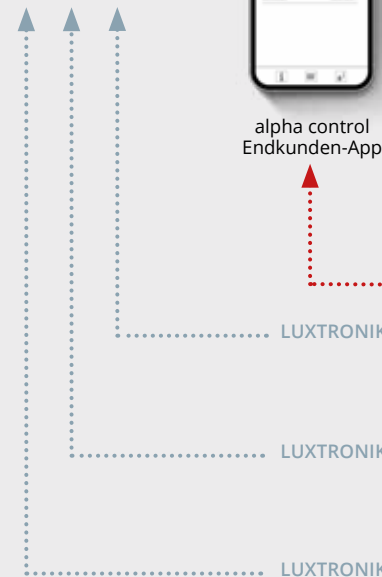 alpha control
Endkunden-App
LUXTRONIK
LUXTRONIK
LUXTRONIK